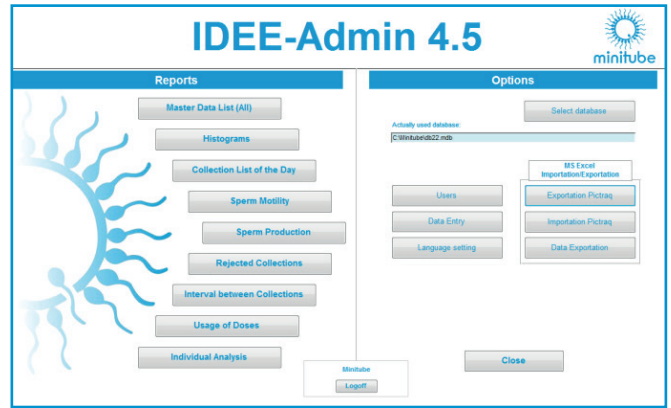 IDEE-Admin 4.5
minitube
Reports
Master Data List (All)
Histograms
Collection List of the Day
Sperm Motility
Sperm Production
Rejected Collections
Interval between Collections
Usage of Doses
Individual Analysis
Minitube
Logoff
Options
Select database
Actually used database:
C:\Minitube\db22.mdb
MS Excel
Importation/Exportation
Users
Exportation Pictraq
Data Entry
Importation Pictraq
Language setting
Data Exportation
Close